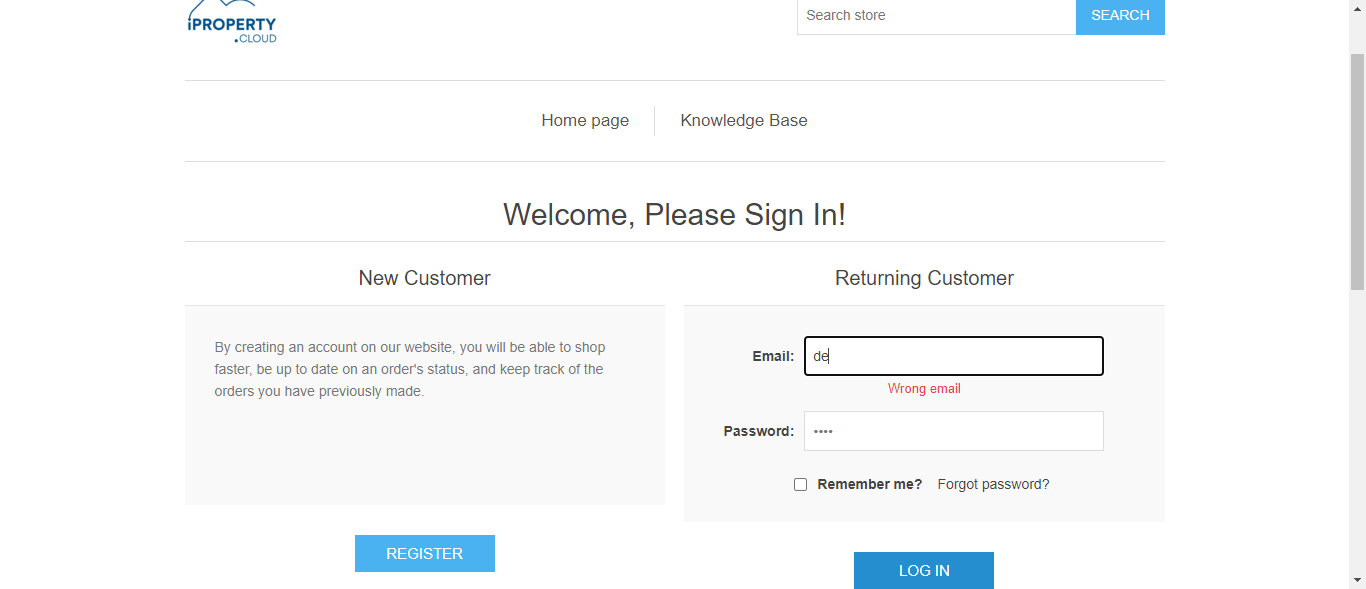 iPROPERTY
.CLOUD
Search store
SEARCH
Home page
Knowledge Base
Welcome, Please Sign In!
New Customer
By creating an account on our website, you will be able to shop
faster, be up to date on an order's status, and keep track of the
orders you have previously made.
REGISTER
Returning Customer
Email: de
Wrong email
Password: ••••
Remember me? Forgot password?
LOG IN